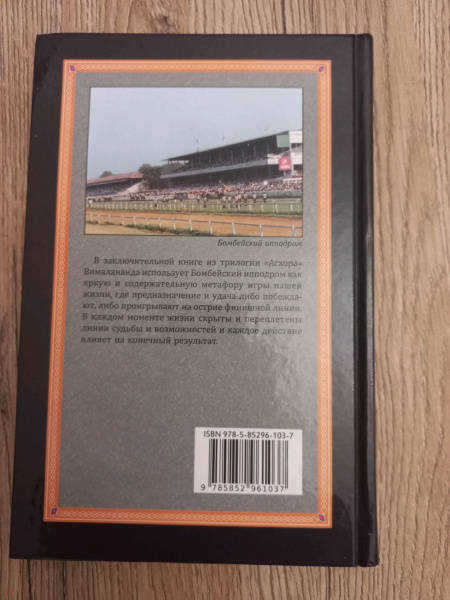 Бомбейский ипподром
В заключительной книге из трилогии «Агхора»
Вималананда использует Бомбейский ипподром как
яркую и содержательную метафору игры нашей
жизни, где предназначение и удача либо побежда-
ют, либо проигрывают на острие финишной линии.
В каждом моменте жизни скрыты и переплетены
линии судьбы и возможностей и каждое действие
влияет на конечный результат.
ISBN 978-5-85296-103-7
9 785852 961037